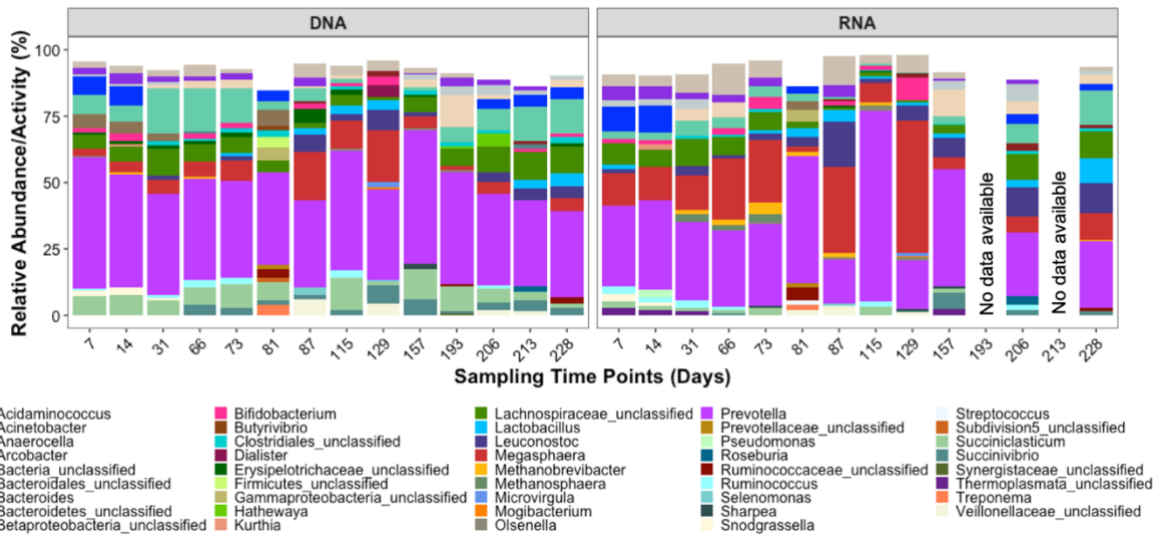 DNA
RNA
Relative Abundance/Activity (%)
100
75
50
25
0
7 14 31 66 73 81 87 115 129 157 193 206 213 228
7 14 31 66 73 81 87 115 129 157 193 206 213 228
No data available
No data available
Sampling Time Points (Days)
Acidaminococcus Bifidobacterium Lachnospiraceae_unclassified Prevotella Streptococcus
Acinetobacter Butyrivibrio Lactobacillus Prevotellaceae_unclassified Subdivision5_unclassified
Anaerocella Clostridiales_unclassified Leuconostoc Pseudomonas Succiniclasticum
Arcobacter Dialister Megasphaera Roseburia Succinivibrio
Bacteria_unclassified Erysipelotrichaceae_unclassified Methanobrevibacter Ruminococcaceae_unclassified Synergistaceae_unclassified
Bacteroidales_unclassified Firmicutes_unclassified Methanosphaera Ruminococcus Thermoplasmata_unclassified
Bacteroides Gammaproteobacteria_unclassified Microvirgula Selenomonas Treponema
Bacteroidetes_unclassified Hathewaya Mogibacterium Sharpea Veillonellaceae_unclassified
Betaproteobacteria_unclassified Kurthia Olsenella Snodgrassella